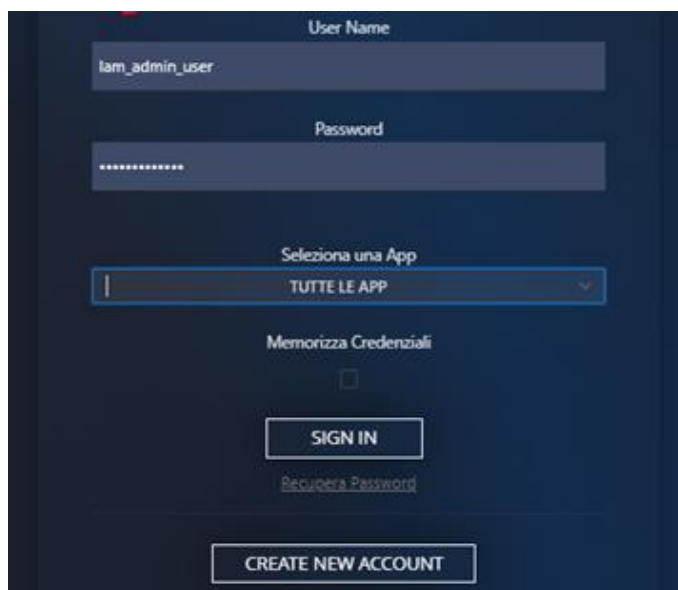 User Name
Iam_admin_user
Password
•••••••••••••
Seleziona una App
TUTTE LE APP
Memorizza Credenziali
SIGN IN
Recupera Password
CREATE NEW ACCOUNT